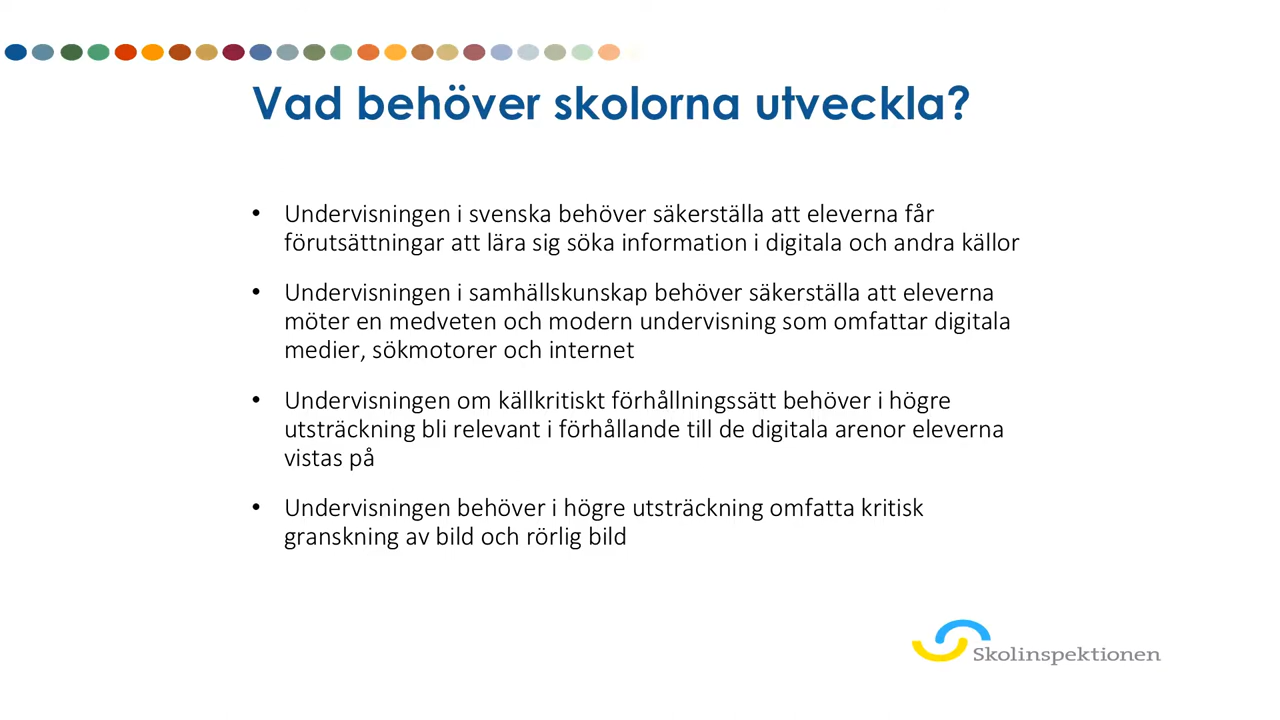 Vad behöver skolorna utveckla?
• Undervisningen i svenska behöver säkerställa att eleverna får
förutsättningar att lära sig söka information i digitala och andra källor
• Undervisningen i samhällskunskap behöver säkerställa att eleverna
möter en medveten och modern undervisning som omfattar digitala
medier, sökmotorer och internet
• Undervisningen om källkritiskt förhållningssätt behöver i högre
utsträckning bli relevant i förhållande till de digitala arenor eleverna
vistas på
• Undervisningen behöver i högre utsträckning omfatta kritisk
granskning av bild och rörlig bild
Skolinspektionen